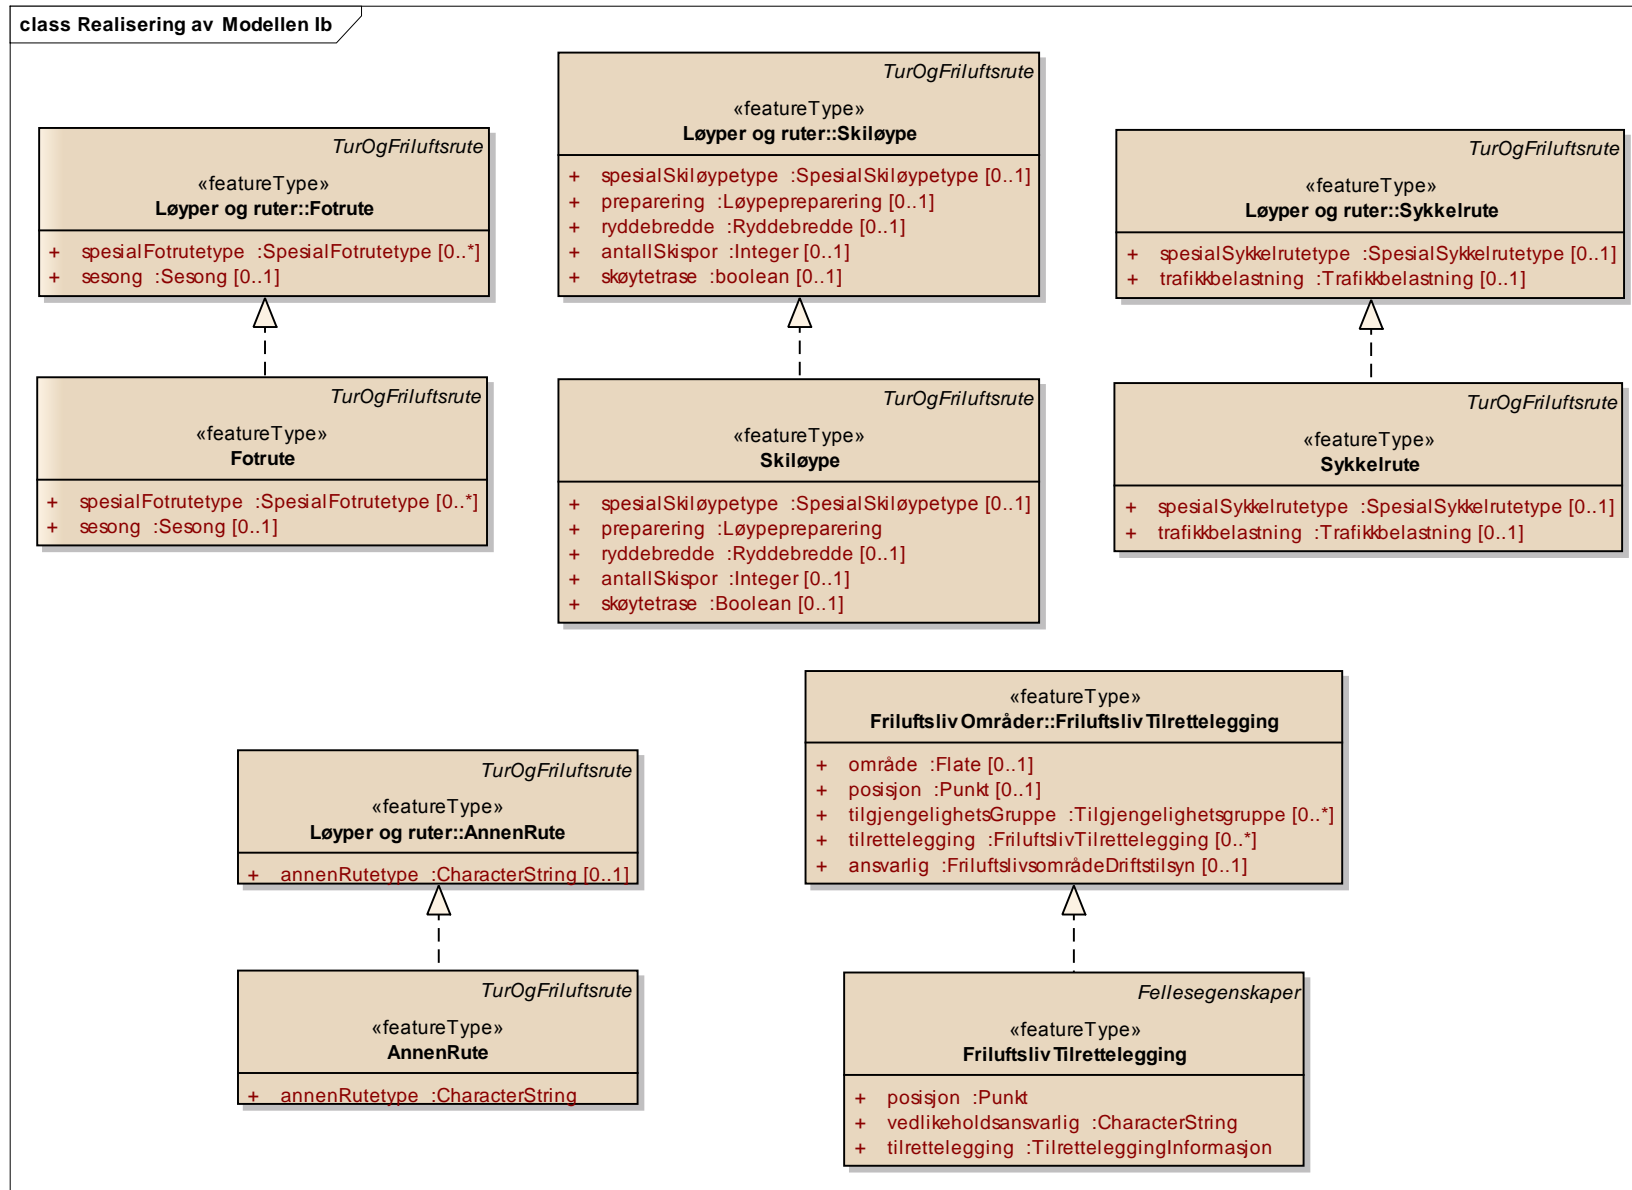 class Realisering av Modellen Ib
TurOgFriluftsrute
«featureType»
Løyper og ruter::Fotrute
+ spesialFotrutetype :SpesialFotrutetype [0..*]
+ sesong :Sesong [0..1]
TurOgFriluftsrute
«featureType»
Løyper og ruter::Skiløype
+ spesialSkiløypetype :SpesialSkiløypetype [0..1]
+ preparering :Løypepreparering [0..1]
+ ryddebredde :Ryddebredde [0..1]
+ antallSkispor :Integer [0..1]
+ skøytetrase :boolean [0..1]
TurOgFriluftsrute
«featureType»
Løyper og ruter::Sykkelrute
+ spesialSykkelrutetype :SpesialSykkelrutetype [0..1]
+ trafikkbelastning :Trafikkbelastning [0..1]
TurOgFriluftsrute
«featureType»
Fotrute
+ spesialFotrutetype :SpesialFotrutetype [0..*]
+ sesong :Sesong [0..1]
TurOgFriluftsrute
«featureType»
Skiløype
+ spesialSkiløypetype :SpesialSkiløypetype [0..1]
+ preparering :Løypepreparering
+ ryddebredde :Ryddebredde [0..1]
+ antallSkispor :Integer [0..1]
+ skøytetrase :Boolean [0..1]
TurOgFriluftsrute
«featureType»
Sykkelrute
+ spesialSykkelrutetype :SpesialSykkelrutetype [0..1]
+ trafikkbelastning :Trafikkbelastning [0..1]
TurOgFriluftsrute
«featureType»
Løyper og ruter::AnnenRute
+ annenRutetype :CharacterString [0..1]
«featureType»
Friluftsliv Områder::Friluftsliv Tilrettelegging
+ område :Flate [0..1]
+ posisjon :Punkt [0..1]
+ tilgjengelighetsGruppe :Tilgjengelighetsgruppe [0..*]
+ tilrettelegging :FriluftslivTilrettelegging [0..*]
+ ansvarlig :FriluftslivsområdeDriftstilsyn [0..1]
TurOgFriluftsrute
«featureType»
AnnenRute
+ annenRutetype :CharacterString
Fellesegenskaper
«featureType»
Friluftsliv Tilrettelegging
+ posisjon :Punkt
+ vedlikeholdsansvarlig :CharacterString
+ tilrettelegging :TilretteleggingInformasjon